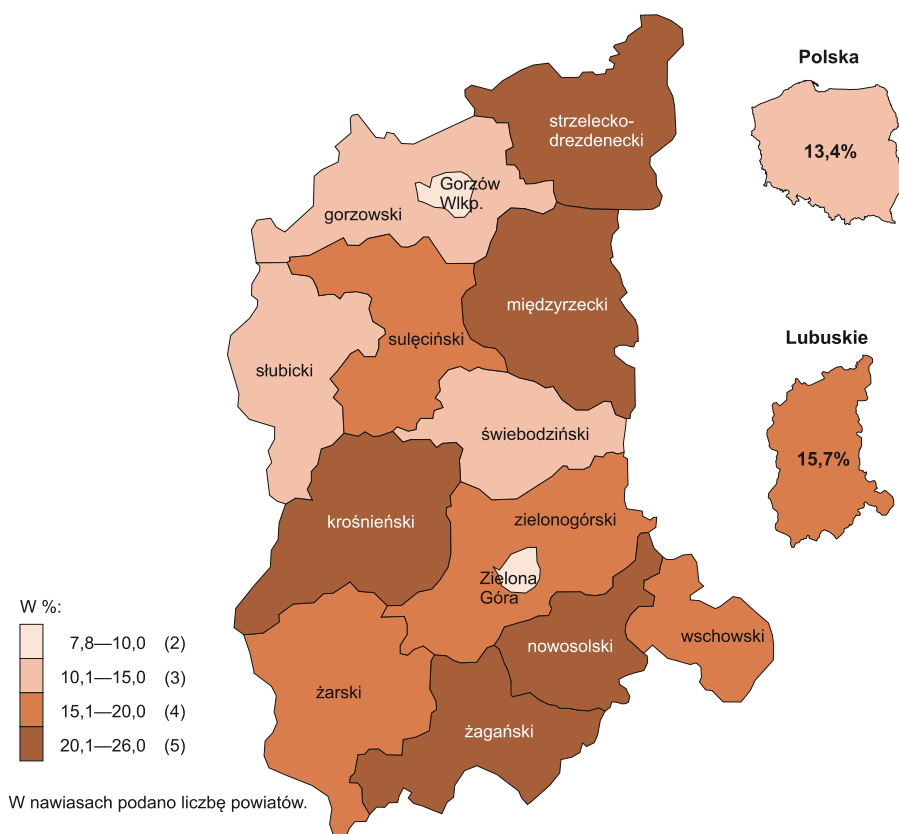 Polska
13,4%
strzelecko-
drezdenecki
Gorzów
Wlkp.
gorzowski
międzyrzecki
Lubuskie
15,7%
sulęciński
słubicki
świebodziński
krośnieński
zielonogórski
Zielona
Góra
wschowski
nowosolski
żarski
żagański
W %:
7,8—10,0 (2)
10,1—15,0 (3)
15,1—20,0 (4)
20,1—26,0 (5)
W nawiasach podano liczbę powiatów.